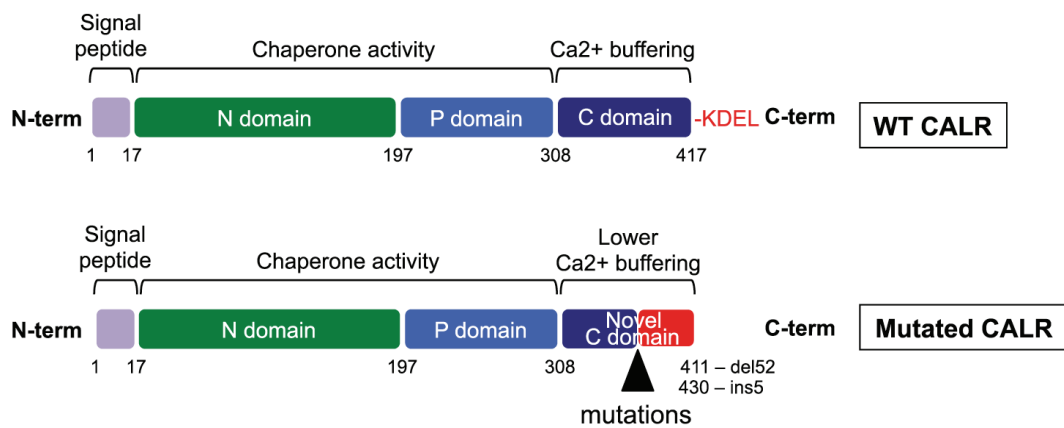 Signal
peptide
Chaperone activity
Ca2+ buffering
N-term
N domain
P domain
C domain
-KDEL
C-term
WT CALR
1
17
197
308
417
Signal
peptide
Chaperone activity
Lower
Ca2+ buffering
N-term
N domain
P domain
Novel
C domain
C-term
Mutated CALR
1
17
197
308
411 – del52
430 – ins5
mutations